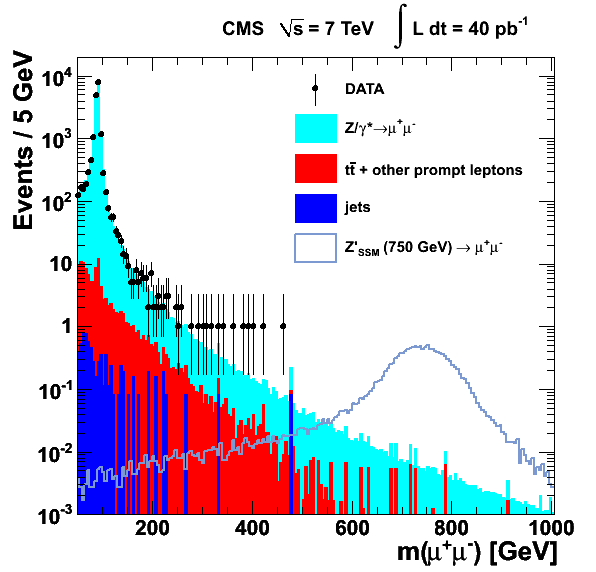 CMS √s = 7 TeV ∫ L dt = 40 pb⁻¹
Events / 5 GeV
10⁴
10³
10²
10
1
10⁻¹
10⁻²
10⁻³
DATA
Z/γ*→μ⁺μ⁻
tt̄ + other prompt leptons
jets
Z'SSM (750 GeV) → μ⁺μ⁻
200 400 600 800 1000
m(μ⁺μ⁻) [GeV]